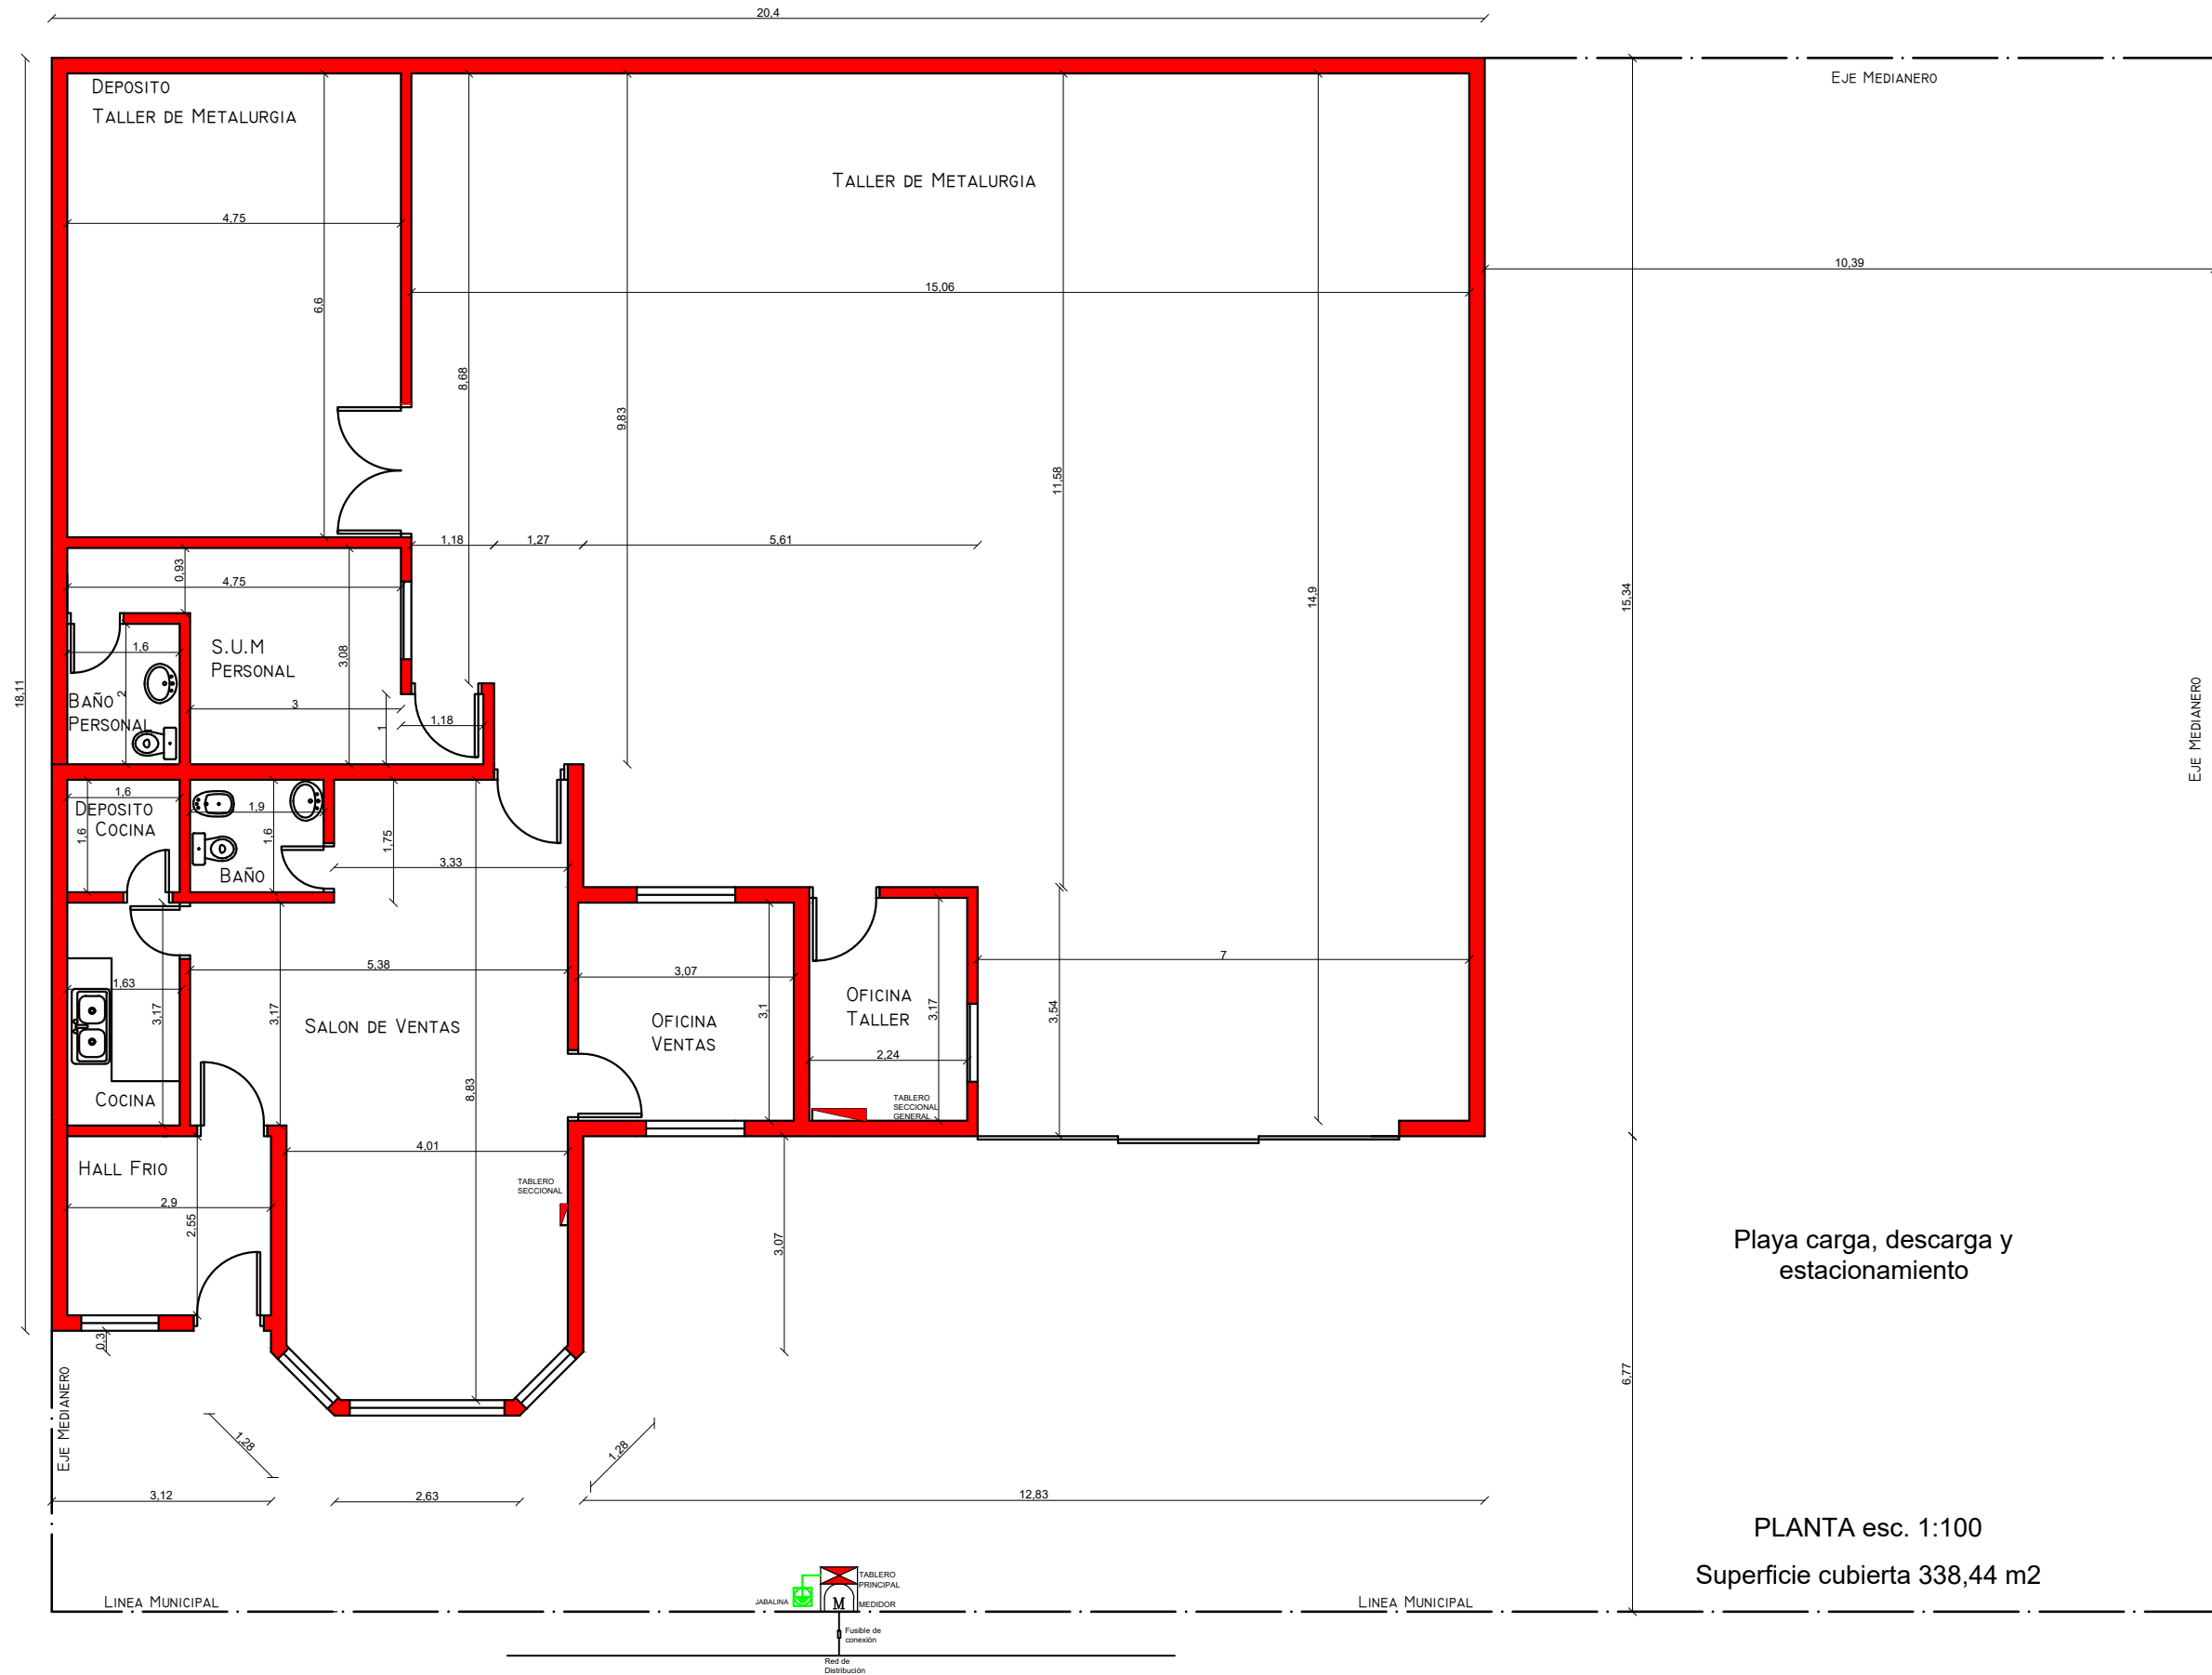 20,4
DEPOSITO
TALLER DE METALURGIA
EJE MEDIANERO
TALLER DE METALURGIA
4,75
10,39
15,06
6,6
8,68
9,83
11,58
1,18
1,27
5,61
0,93
4,75
14,9
15,34
1,6
S.U.M
PERSONAL
3,08
18,11
BAÑO
PERSONAL
2
3
1
1,18
EJE MEDIANERO
1,6
DEPOSITO
COCINA
1,6
1,9
1,6
BAÑO
1,75
3,33
5,38
3,07
7
1,63
3,17
3,17
SALON DE VENTAS
OFICINA
VENTAS
3,1
OFICINA
TALLER
3,17
3,54
2,24
8,83
COCINA
TABLERO
SECCIONAL
GENERAL
4,01
HALL FRIO
TABLERO
SECCIONAL
2,9
2,55
3,07
Playa carga, descarga y
estacionamiento
0,3
6,77
EJE MEDIANERO
1,28
1,28
3,12
2,63
12,83
PLANTA esc. 1:100
Superficie cubierta 338,44 m2
TABLERO
PRINCIPAL
JABALINA
M
MEDIDOR
LINEA MUNICIPAL
LINEA MUNICIPAL
Fusible de
conexión
Red de
Distribución